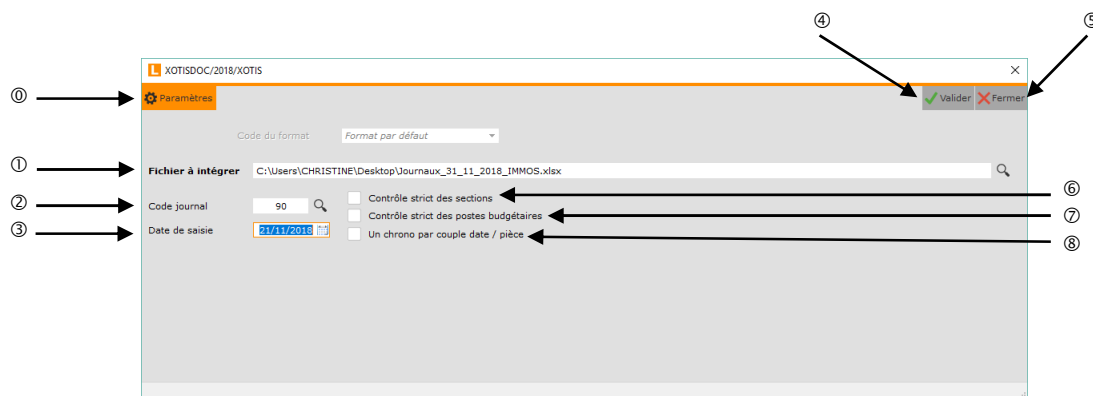 ④ ⑤
L XOTISDOC/2018/XOTIS
⓪ Paramètres Valider Fermer
Code du format Format par défaut
① Fichier à intégrer C:\Users\CHRISTINE\Desktop\Journaux_31_11_2018_IMMOS.xlsx
Contrôle strict des sections ⑥
② Code journal 90
Contrôle strict des postes budgétaires ⑦
③ Date de saisie 21/11/2018 Un chrono par couple date / pièce ⑧